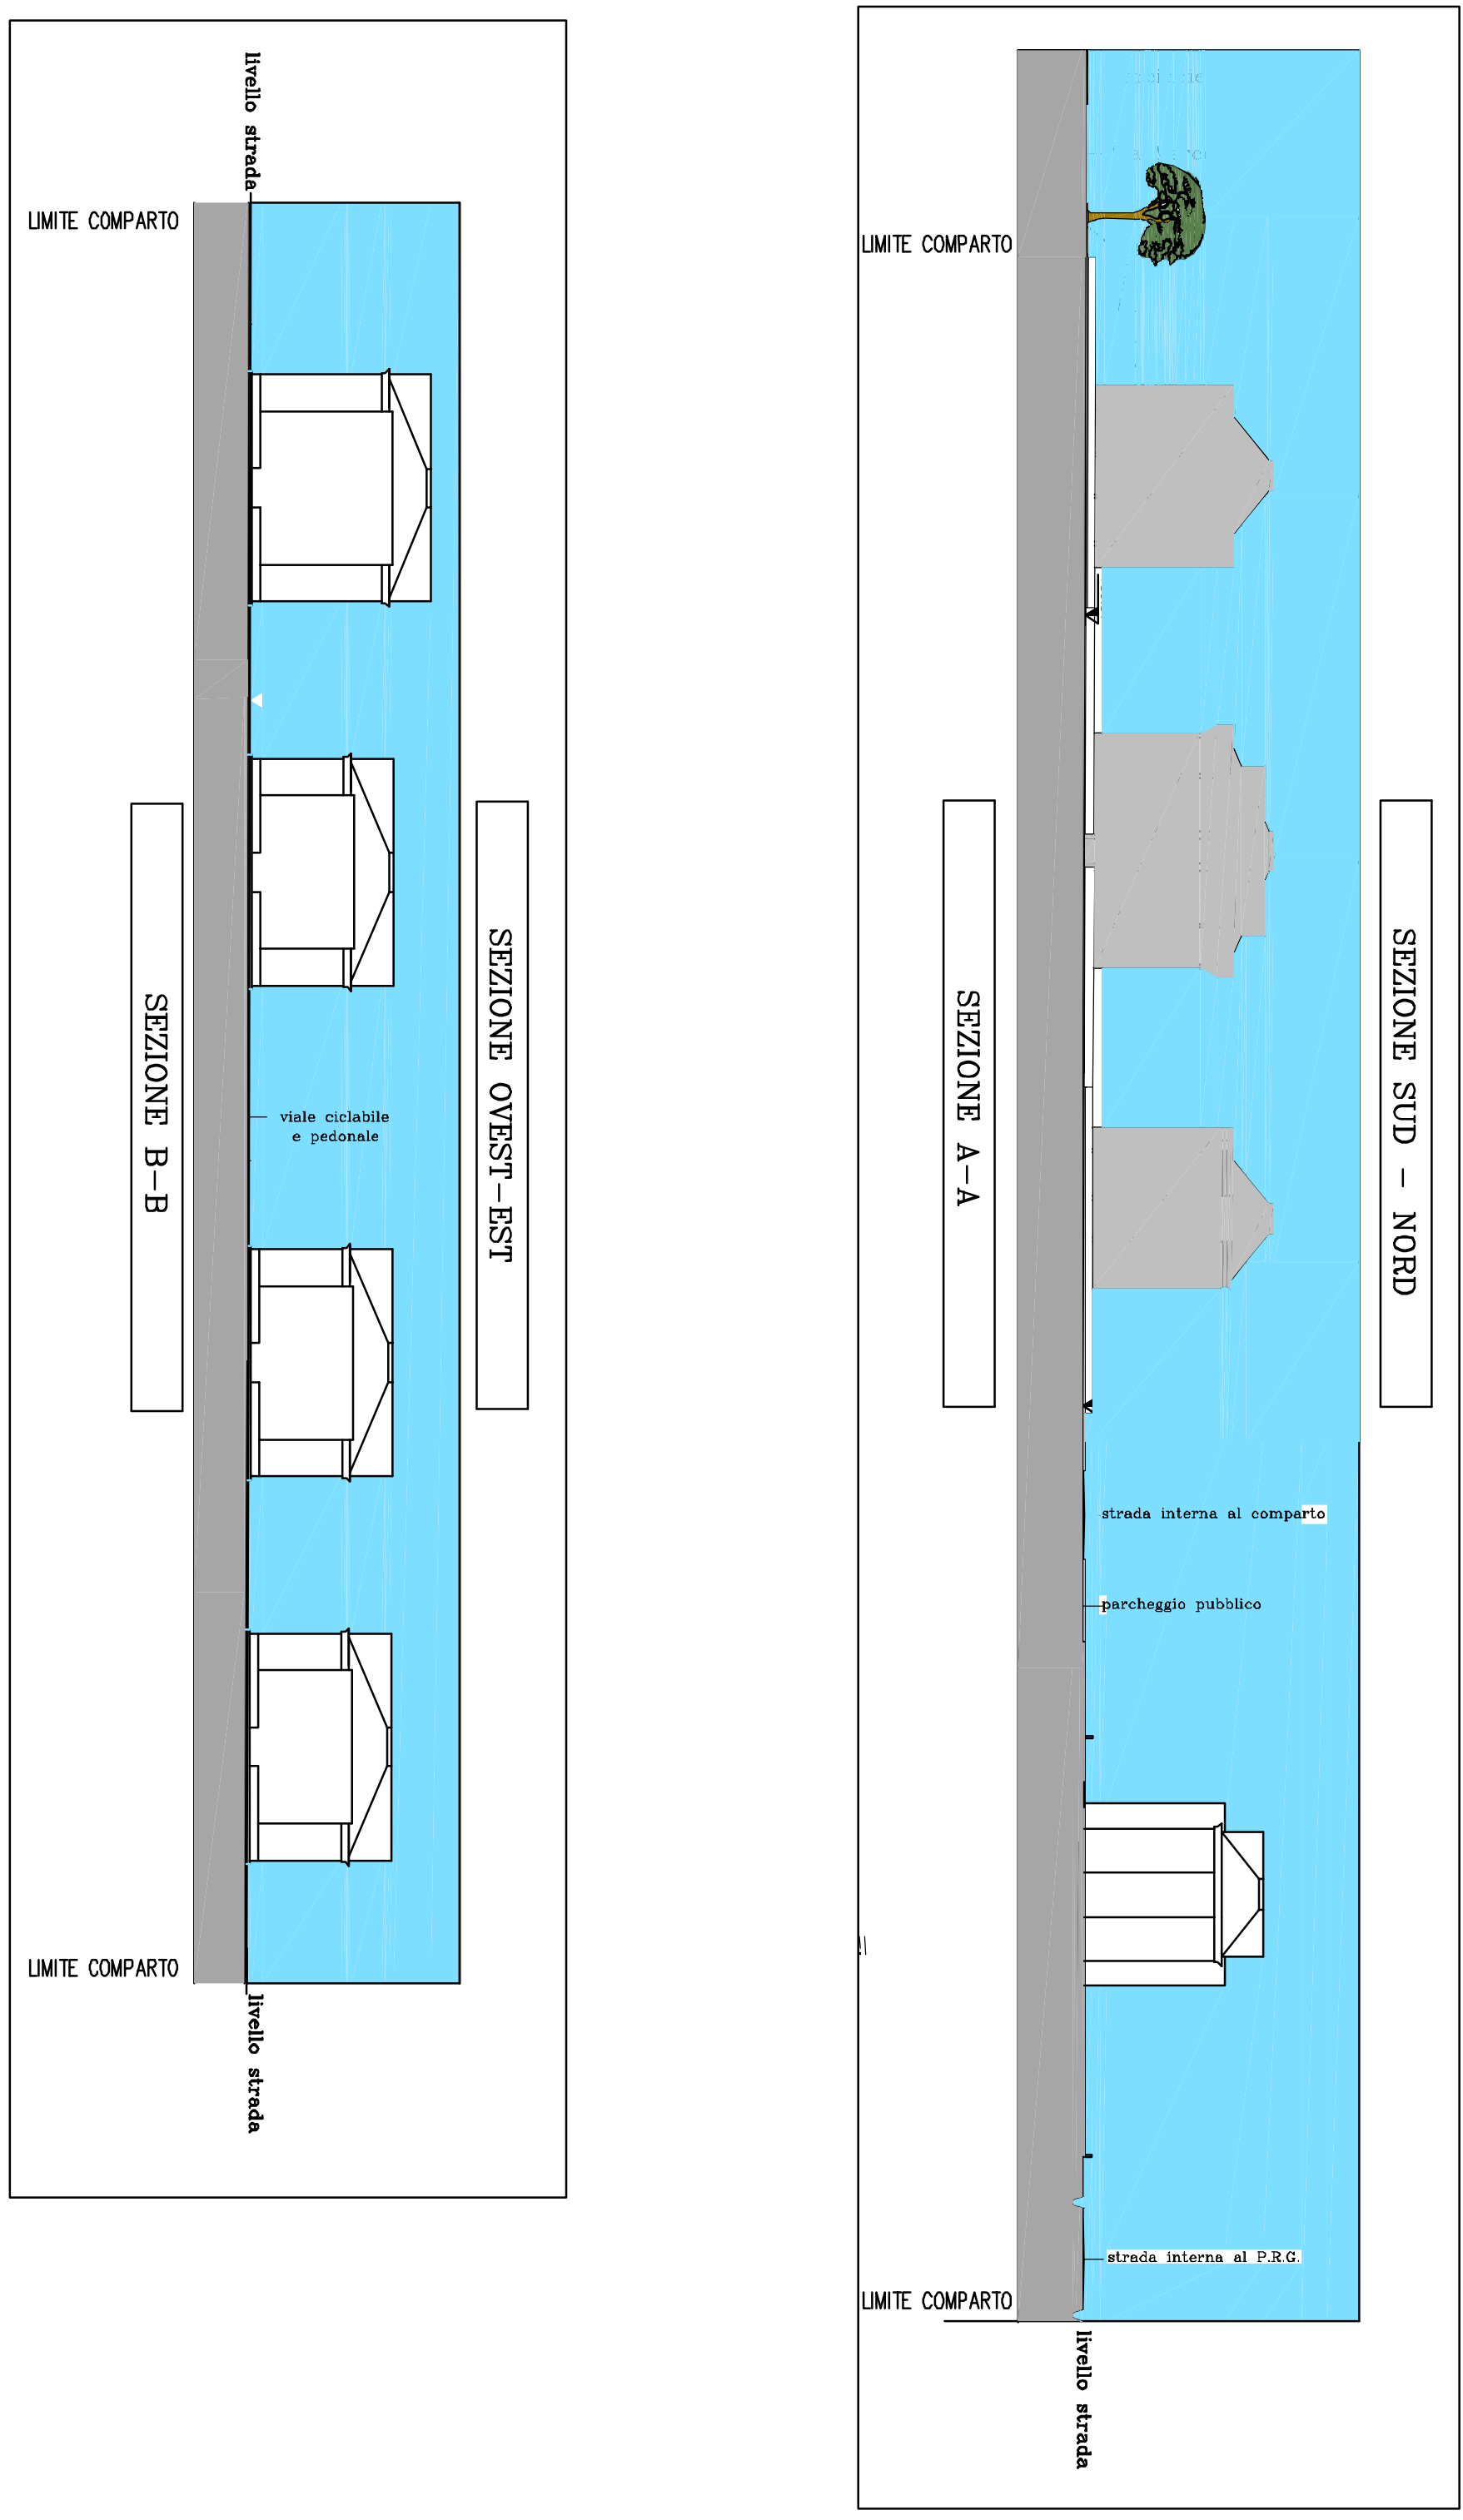 SEZIONE SUD - NORD
LIMITE COMPARTO
strada interna al comparto
parcheggio pubblico
strada interna al P.R.G.
LIMITE COMPARTO
livello strada
SEZIONE A-A
SEZIONE OVEST-EST
livello strada
LIMITE COMPARTO
viale ciclabile
e pedonale
LIMITE COMPARTO
livello strada
SEZIONE B-B